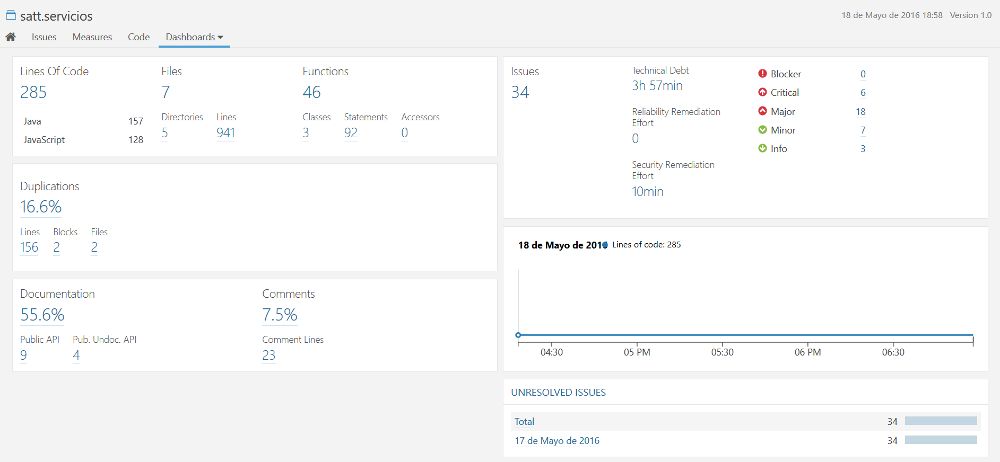 satt.servicios
18 de Mayo de 2016 18:58 Version 1.0
Issues Measures Code Dashboards
Lines Of Code
285
Java 157
JavaScript 128
Files
7
Directories Lines
5 941
Functions
46
Classes Statements Accessors
3 92 0
Duplications
16.6%
Lines Blocks Files
156 2 2
Documentation
55.6%
Public API Pub. Undoc. API
9 4
Comments
7.5%
Comment Lines
23
Issues
34
Technical Debt
3h 57min
Reliability Remediation
Effort
0
Security Remediation
Effort
10min
Blocker 0
Critical 6
Major 18
Minor 7
Info 3
18 de Mayo de 2016 Lines of code: 285
04:30 05 PM 05:30 06 PM 06:30
UNRESOLVED ISSUES
Total 34
17 de Mayo de 2016 34